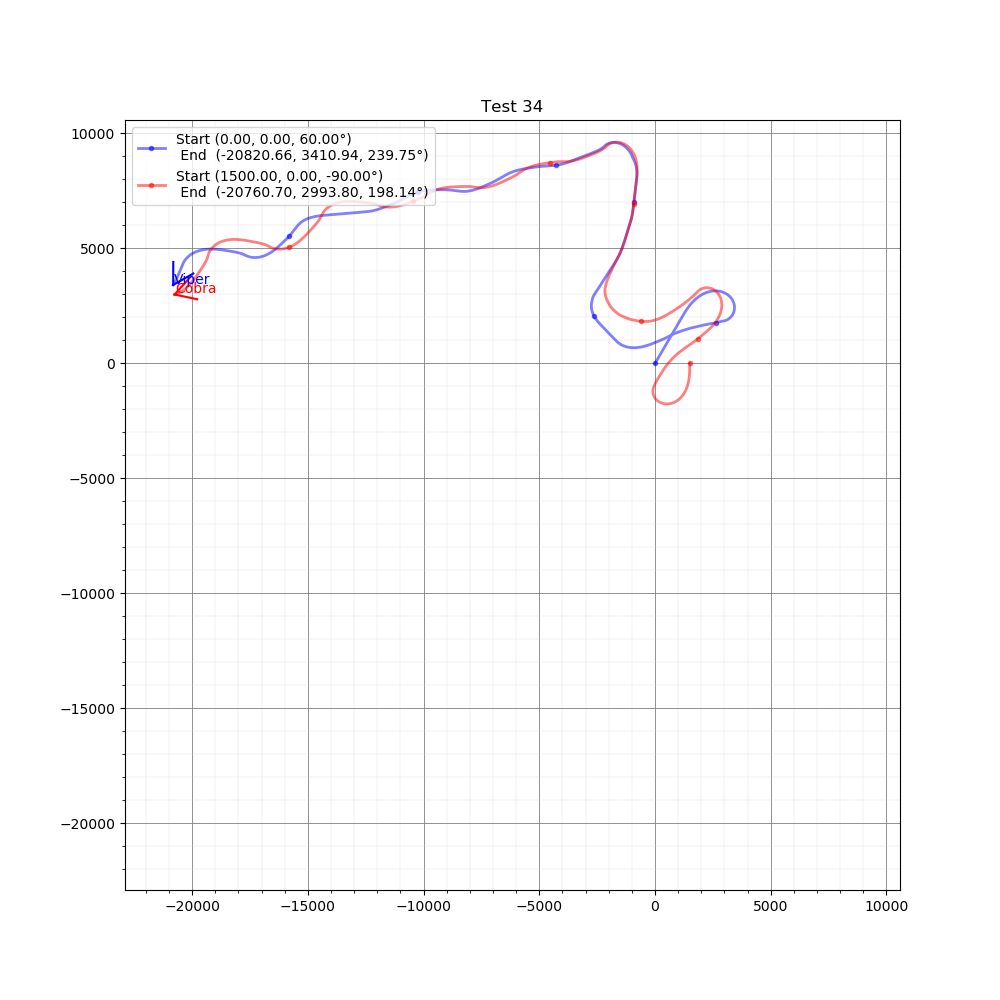 Test 34
Start (0.00, 0.00, 60.00°)
End (-20820.66, 3410.94, 239.75°)
Start (1500.00, 0.00, -90.00°)
End (-20760.70, 2993.80, 198.14°)
10000
5000
0
−5000
−10000
−15000
−20000
Viper
Cobra
−20000 −15000 −10000 −5000 0 5000 10000